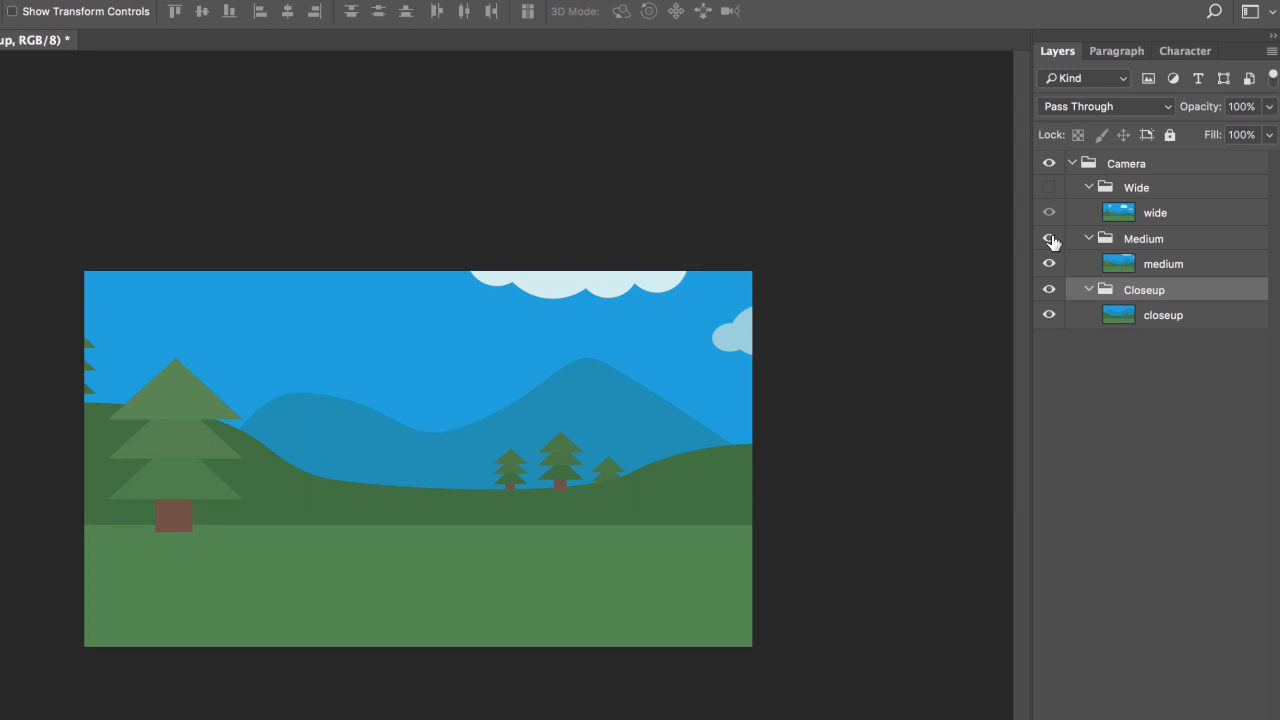 Show Transform Controls
3D Mode:
up, RGB/8) *
Layers
Paragraph
Character
Kind
Pass Through
Opacity: 100%
Lock:
Fill: 100%
Camera
Wide
wide
Medium
medium
Closeup
closeup